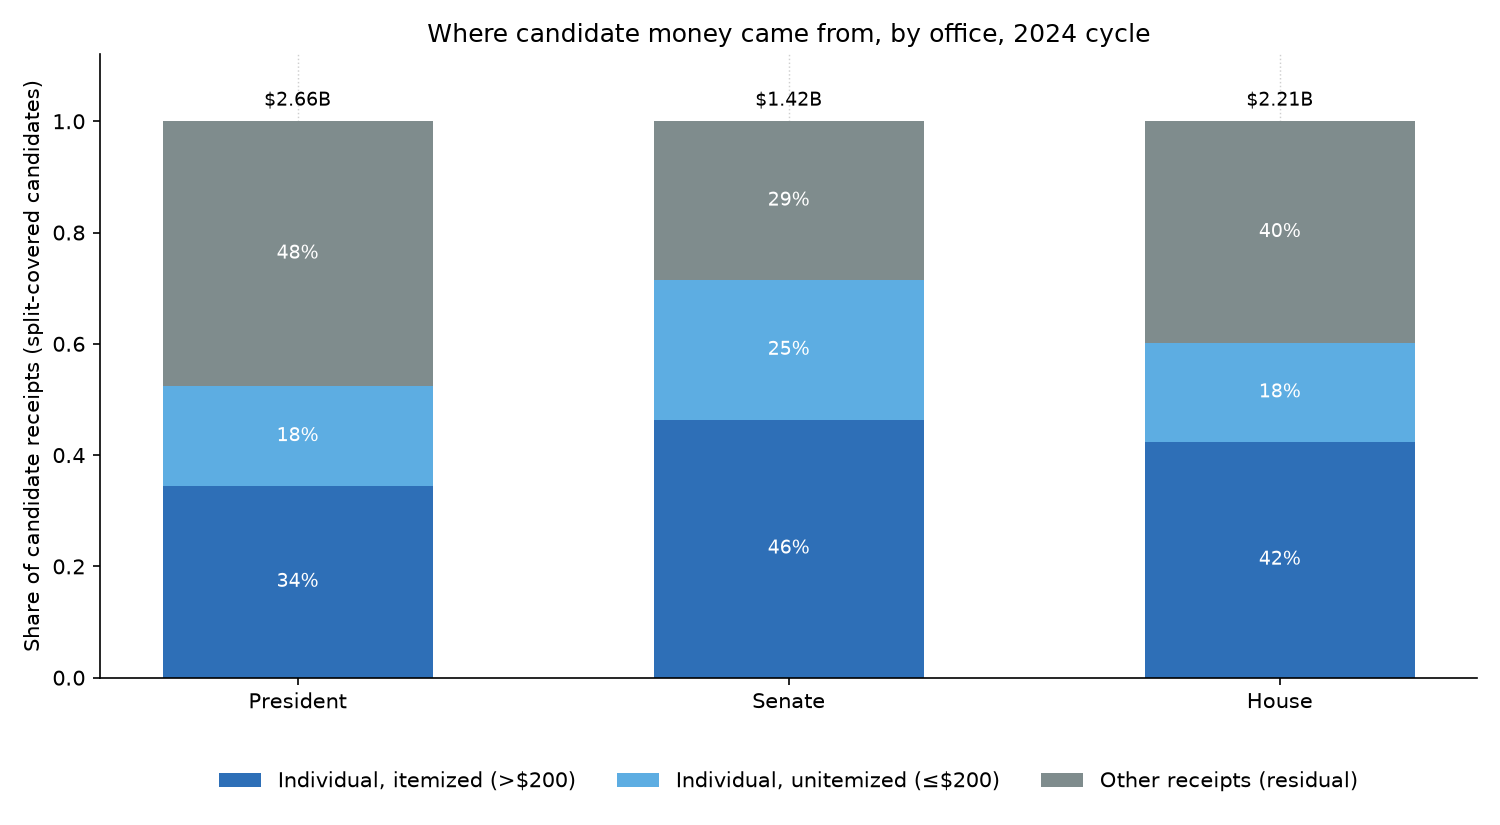 Where candidate money came from, by office, 2024 cycle
Share of candidate receipts (split-covered candidates)
1.0
0.8
0.6
0.4
0.2
0.0
$2.66B
$1.42B
$2.21B
48%
18%
34%
29%
25%
46%
40%
18%
42%
President
Senate
House
Individual, itemized (>$200)
Individual, unitemized (≤$200)
Other receipts (residual)